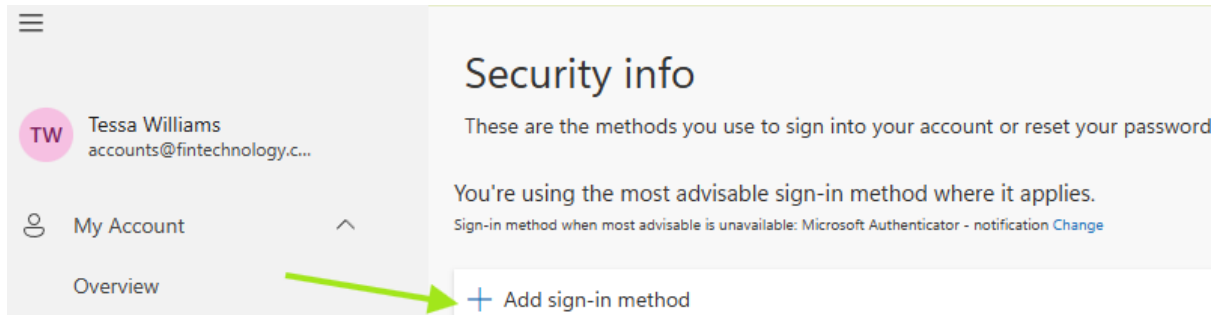 Security info
TW
Tessa Williams
accounts@fintechnology.c...
These are the methods you use to sign into your account or reset your password
You're using the most advisable sign-in method where it applies.
Sign-in method when most advisable is unavailable: Microsoft Authenticator - notification Change
My Account
Overview
Add sign-in method